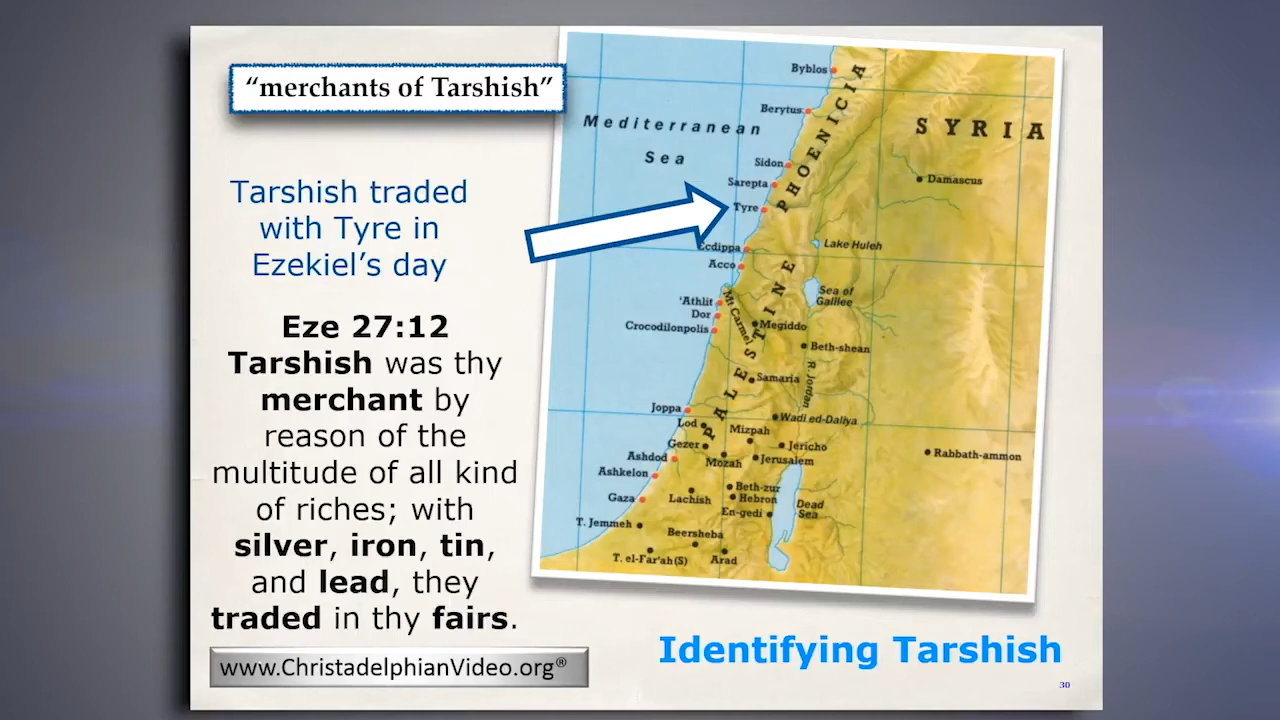 “merchants of Tarshish”
Tarshish traded
with Tyre in
Ezekiel’s day
Eze 27:12
Tarshish was thy
merchant by
reason of the
multitude of all kind
of riches; with
silver, iron, tin,
and lead, they
traded in thy fairs.
www.ChristadelphianVideo.org®
Mediterranean
Sea
PHOENICIA
SYRIA
PALESTINE
Byblos
Berytus
Sidon
Sarepta
Damascus
Tyre
Ecdippa
Lake Huleh
Acco
Sea of
Galilee
'Athlit
Mt Carmel
Dor
Crocodilonpolis
Megiddo
Beth-shean
R. Jordan
Samaria
Joppa
Wadi ed-Daliya
Lod
Mizpah
Gezer
Jericho
Ashdod
Mozah
Jerusalem
Rabbath-ammon
Ashkelon
Beth-zur
Gaza
Lachish
Hebron
Dead
Sea
En-gedi
T. Jemmeh
Beersheba
T. el-Far'ah(S)
Arad
Identifying Tarshish
30